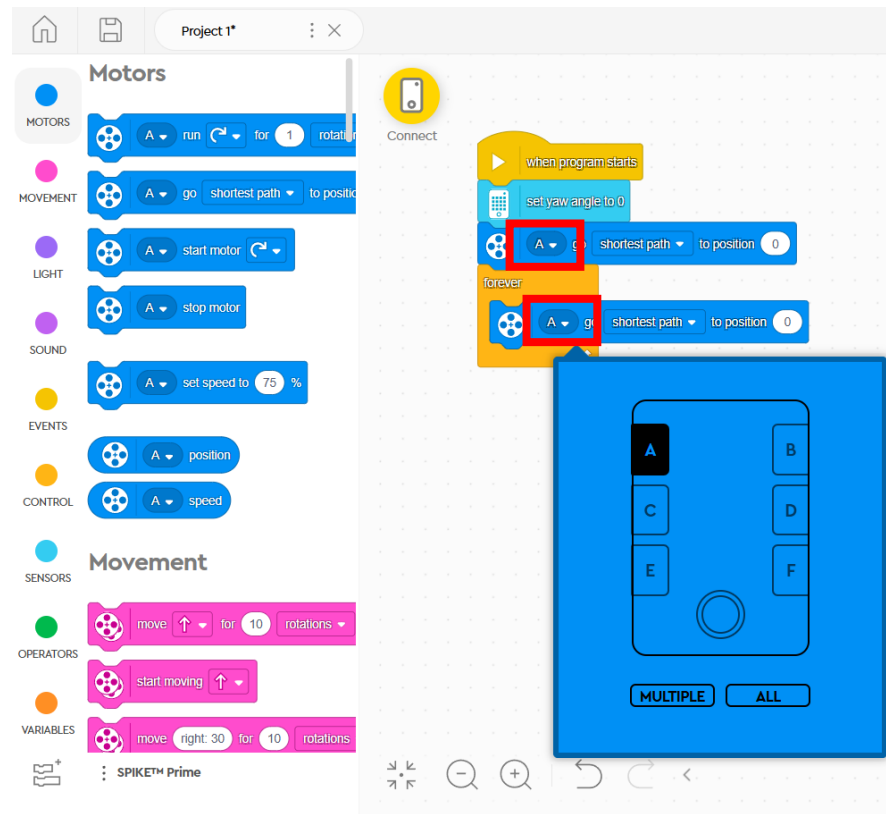 Project 1*
Motors
MOTORS
MOVEMENT
LIGHT
SOUND
EVENTS
CONTROL
SENSORS
OPERATORS
VARIABLES
A run for 1
A go shortest path to
A start motor
A stop motor
A set speed to 75 %
A position
A speed
Movement
move for 10 rotations
start moving
move right: 30 for 10 rotations
SPIKE™ Prime
Connect
when program starts
set yaw angle to 0
A go shortest path to position 0
forever
A shortest path to position 0
A B
C D
E F
MULTIPLE ALL